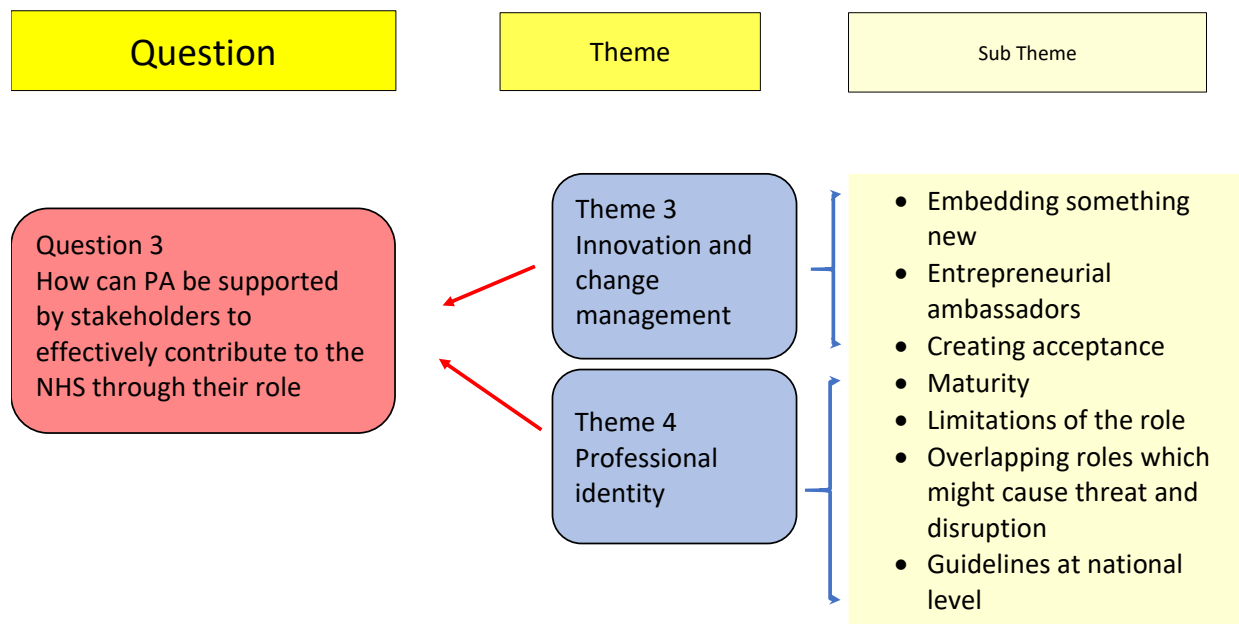 Question
Theme
Sub Theme
Question 3
How can PA be supported
by stakeholders to
effectively contribute to the
NHS through their role
Theme 3
Innovation and
change
management
Theme 4
Professional
identity
• Embedding something
new
• Entrepreneurial
ambassadors
• Creating acceptance
• Maturity
• Limitations of the role
• Overlapping roles which
might cause threat and
disruption
• Guidelines at national
level